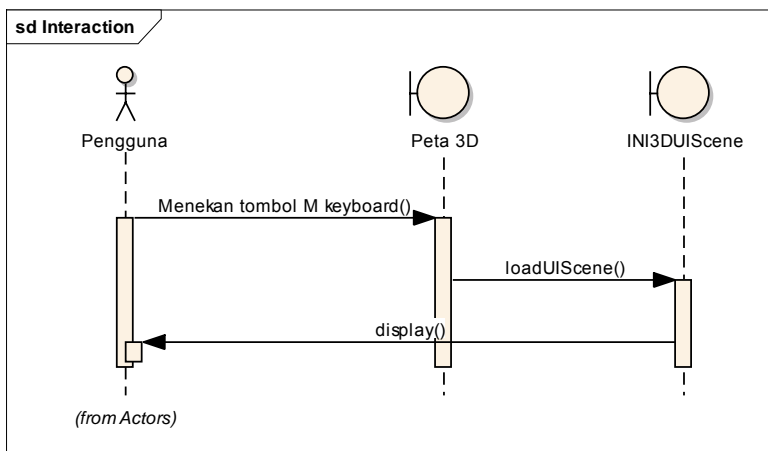 sd Interaction
Pengguna
Peta 3D
INI3DUIScene
Menekan tombol M keyboard()
loadUIScene()
display()
(from Actors)